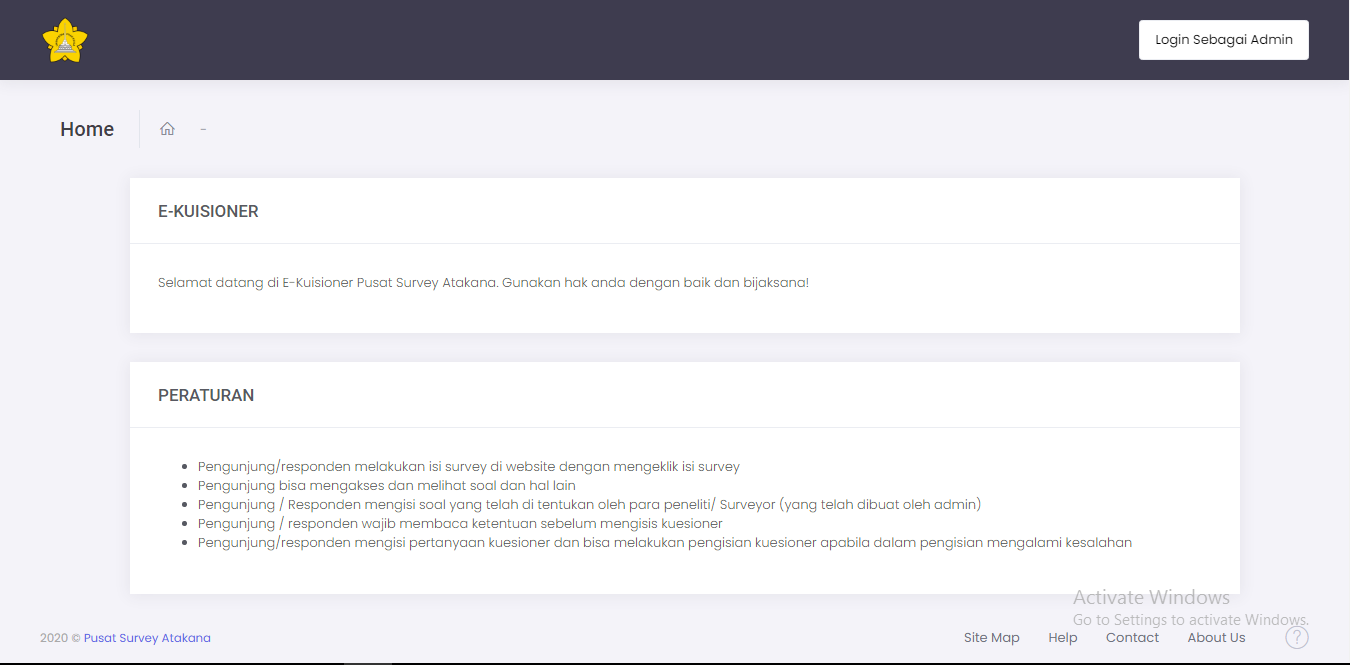 Login Sebagai Admin
Home
-
E-KUISIONER
Selamat datang di E-Kuisioner Pusat Survey Atakana. Gunakan hak anda dengan baik dan bijaksana!
PERATURAN
• Pengunjung/responden melakukan isi survey di website dengan mengeklik isi survey
• Pengunjung bisa mengakses dan melihat soal dan hal lain
• Pengunjung / Responden mengisi soal yang telah di tentukan oleh para peneliti/ Surveyor (yang telah dibuat oleh admin)
• Pengunjung / responden wajib membaca ketentuan sebelum mengisis kuesioner
• Pengunjung/responden mengisi pertanyaan kuesioner dan bisa melakukan pengisian kuesioner apabila dalam pengisian mengalami kesalahan
Activate Windows
Go to Settings to activate Windows.
2020 © Pusat Survey Atakana
Site Map Help Contact About Us ?